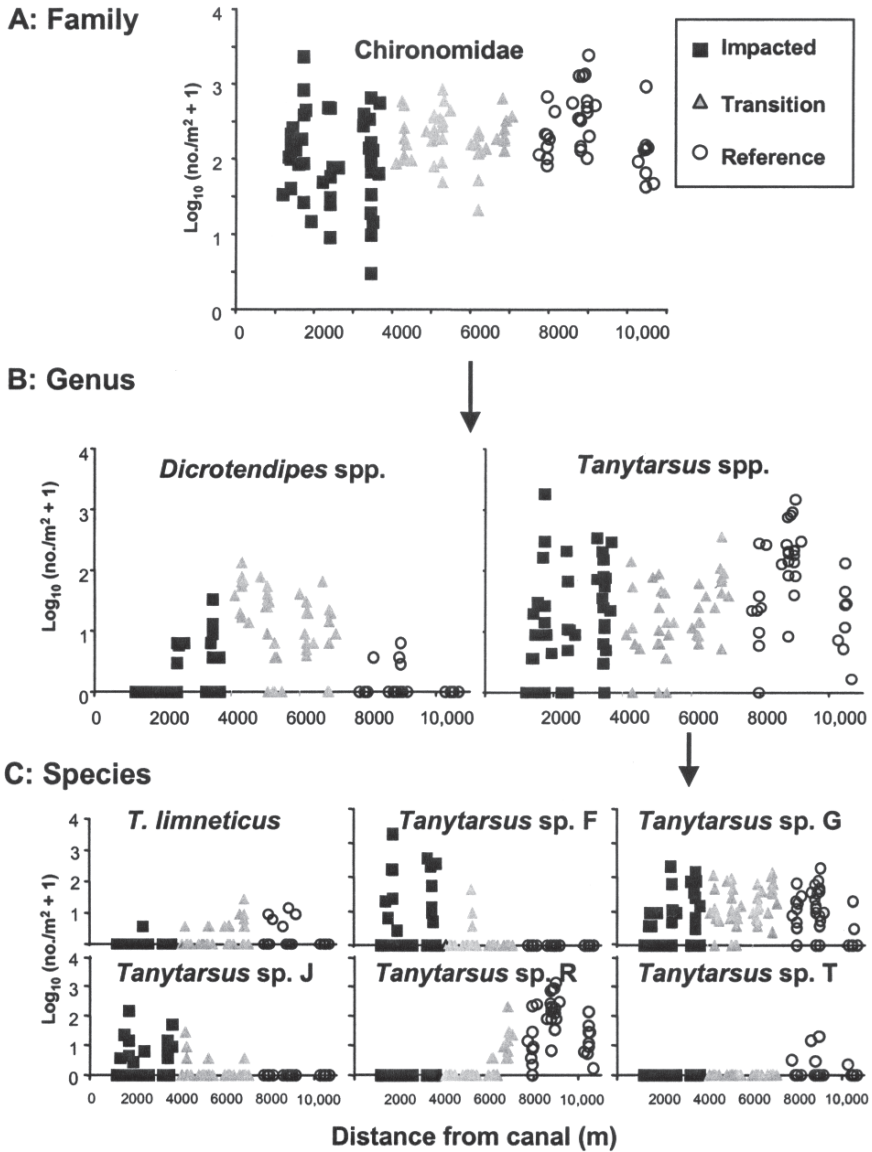 A: Family
Chironomidae
Impacted
Transition
Reference
Log10 (no./m2 + 1)
4
3
2
1
0
0 2000 4000 6000 8000 10,000
B: Genus
Dicrotendipes spp.
Tanytarsus spp.
Log10 (no./m2 + 1)
4
3
2
1
0
0 2000 4000 6000 8000 10,000
2000 4000 6000 8000 10,000
C: Species
T. limneticus
Tanytarsus sp. F
Tanytarsus sp. G
4
3
2
1
0
Log10 (no./m2 + 1)
Tanytarsus sp. J
Tanytarsus sp. R
Tanytarsus sp. T
4
3
2
1
0
0 2000 4000 6000 8000 10,000
2000 4000 6000 8000 10,000
2000 4000 6000 8000 10,000
Distance from canal (m)